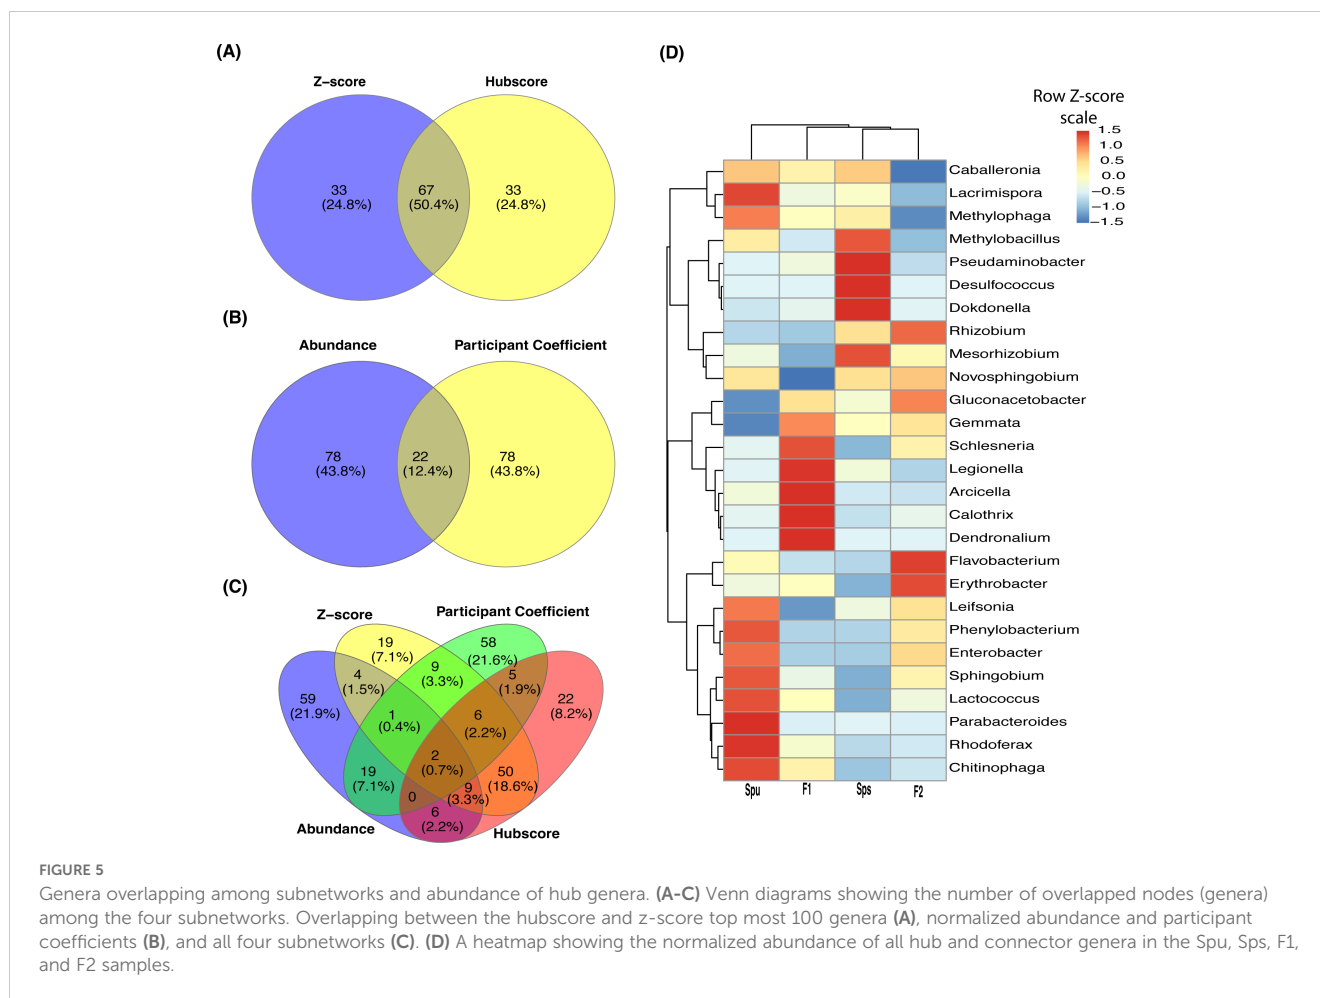 (A)
Z–score
Hubscore
33
(24.8%)
67
(50.4%)
33
(24.8%)
(B)
Abundance
Participant Coefficient
78
(43.8%)
22
(12.4%)
78
(43.8%)
(C)
Z–score
Participant Coefficient
19
(7.1%)
58
(21.6%)
9
(3.3%)
4
(1.5%)
5
(1.9%)
59
(21.9%)
22
(8.2%)
1
(0.4%)
6
(2.2%)
2
(0.7%)
19
(7.1%)
50
(18.6%)
0
9
(3.3%)
6
(2.2%)
Abundance
Hubscore
(D)
Row Z-score
scale
1.5
1.0
0.5
0.0
−0.5
−1.0
−1.5
Caballeronia
Lacrimispora
Methylophaga
Methylobacillus
Pseudaminobacter
Desulfococcus
Dokdonella
Rhizobium
Mesorhizobium
Novosphingobium
Gluconacetobacter
Gemmata
Schlesneria
Legionella
Arcicella
Calothrix
Dendronalium
Flavobacterium
Erythrobacter
Leifsonia
Phenylobacterium
Enterobacter
Sphingobium
Lactococcus
Parabacteroides
Rhodoferax
Chitinophaga
Spu F1 Sps F2
FIGURE 5
Genera overlapping among subnetworks and abundance of hub genera. (A-C) Venn diagrams showing the number of overlapped nodes (genera)
among the four subnetworks. Overlapping between the hubscore and z-score top most 100 genera (A), normalized abundance and participant
coefficients (B), and all four subnetworks (C). (D) A heatmap showing the normalized abundance of all hub and connector genera in the Spu, Sps, F1,
and F2 samples.